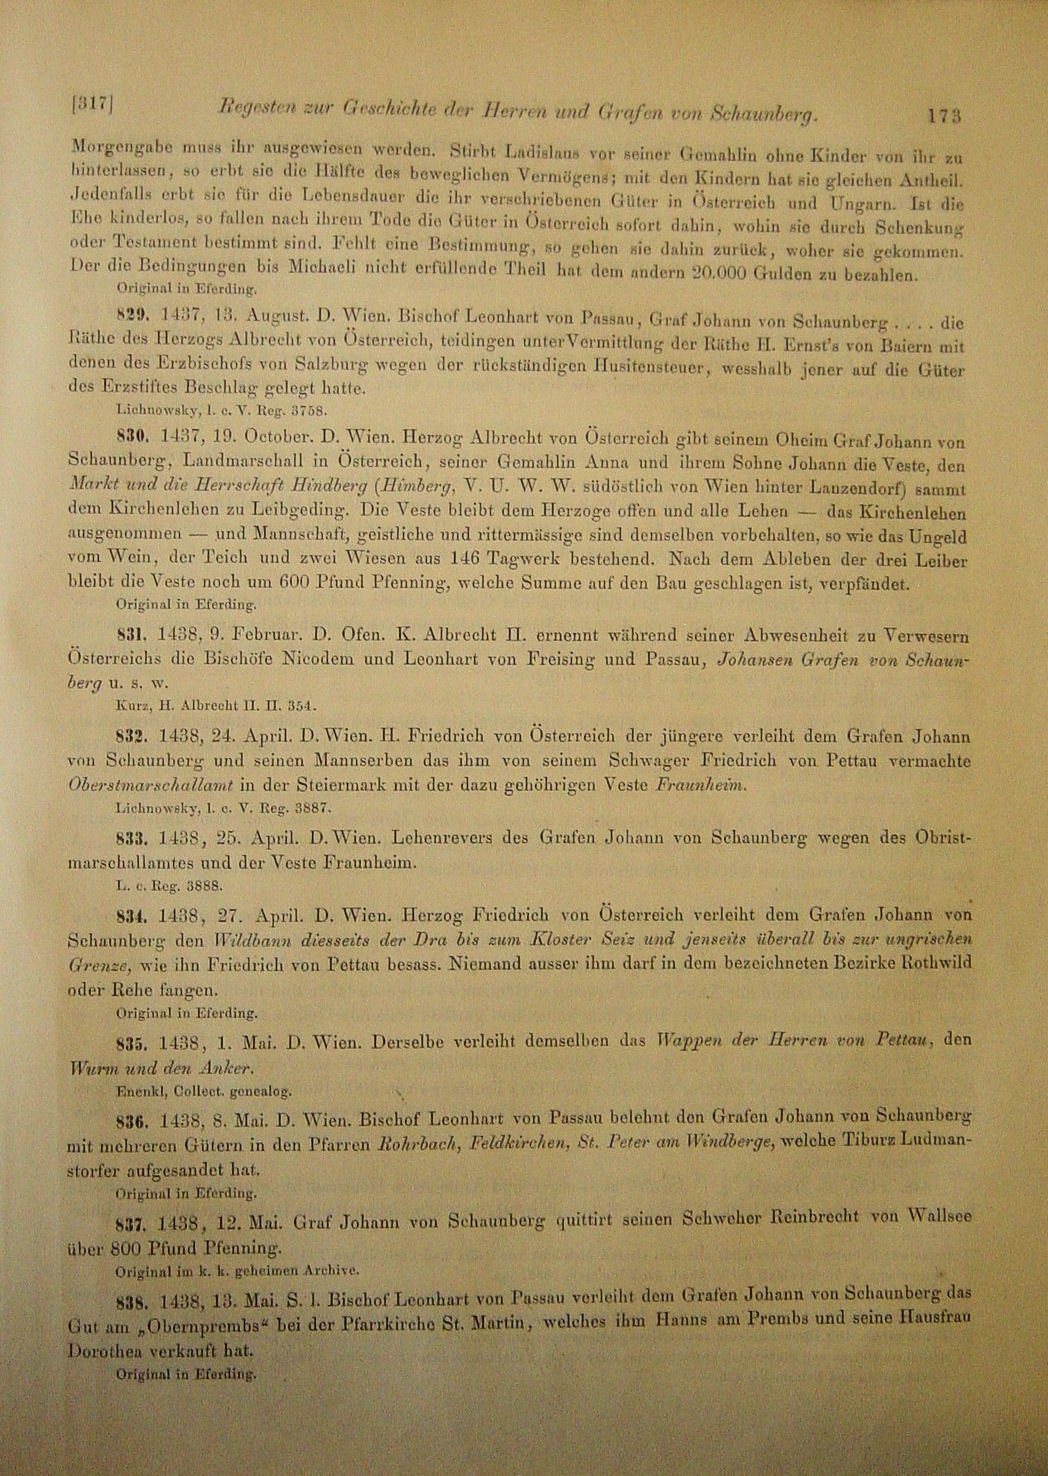 [317] Regesten zur Geschichte der Herren und Grafen von Schaunberg. 173
Morgengabe muss ihr ausgewiesen werden. Stirbt Ladislaus vor seiner Gemahlin ohne Kinder von ihr zu
hinterlassen, so erbt sie die Hälfte des beweglichen Vermögens; mit den Kindern hat sie gleichen Antheil.
Jedenfalls erbt sie für die Lebensdauer die ihr verschriebenen Güter in Österreich und Ungarn. Ist die
Ehe kinderlos, so fallen nach ihrem Tode die Güter in Österreich sofort dahin, wohin sie durch Schenkung
oder Testament bestimmt sind. Fehlt eine Bestimmung, so gehen sie dahin zurück, woher sie gekommen.
Der die Bedingungen bis Michaeli nicht erfüllende Theil hat dem andern 20.000 Gulden zu bezahlen.
Original in Eferding.
829. 1437, 13. August. D. Wien. Bischof Leonhart von Passau, Graf Johann von Schaunberg . . . . die
Räthe des Herzogs Albrecht von Österreich, teidingen unter Vermittlung der Räthe H. Ernst's von Baiern mit
denen des Erzbischofs von Salzburg wegen der rückständigen Husitensteuer, wesshalb jener auf die Güter
des Erzstiftes Beschlag gelegt hatte.
Lichnowsky, l. c. V. Reg. 3758.
830. 1437, 19. October. D. Wien. Herzog Albrecht von Österreich gibt seinem Oheim Graf Johann von
Schaunberg, Landmarschall in Österreich, seiner Gemahlin Anna und ihrem Sohne Johann die Veste, den
Markt und die Herrschaft Hindberg (Himberg, V. U. W. W. südöstlich von Wien hinter Lanzendorf) sammt
dem Kirchenlehen zu Leibgeding. Die Veste bleibt dem Herzoge offen und alle Lehen — das Kirchenlehen
ausgenommen — und Mannschaft, geistliche und rittermässige sind demselben vorbehalten, so wie das Ungeld
vom Wein, der Teich und zwei Wiesen aus 146 Tagwerk bestehend. Nach dem Ableben der drei Leiber
bleibt die Veste noch um 600 Pfund Pfenning, welche Summe auf den Bau geschlagen ist, verpfändet.
Original in Eferding.
831. 1438, 9. Februar. D. Ofen. K. Albrecht II. ernennt während seiner Abwesenheit zu Verwesern
Österreichs die Bischöfe Nicodem und Leonhart von Freising und Passau, Johansen Grafen von Schaun-
berg u. s. w.
Kurz, H. Albrecht II. II. 354.
832. 1438, 24. April. D. Wien. H. Friedrich von Österreich der jüngere verleiht dem Grafen Johann
von Schaunberg und seinen Mannserben das ihm von seinem Schwager Friedrich von Pettau vermachte
Oberstmarschallamt in der Steiermark mit der dazu gehöhrigen Veste Fraunheim.
Lichnowsky, l. c. V. Reg. 3887.
833. 1438, 25. April. D. Wien. Lehenrevers des Grafen Johann von Schaunberg wegen des Obrist-
marschallamtes und der Veste Fraunheim.
L. c. Reg. 3888.
834. 1438, 27. April. D. Wien. Herzog Friedrich von Österreich verleiht dem Grafen Johann von
Schaunberg den Wildbann diesseits der Dra bis zum Kloster Seiz und jenseits überall bis zur ungrischen
Grenze, wie ihn Friedrich von Pettau besass. Niemand ausser ihm darf in dem bezeichneten Bezirke Rothwild
oder Rehe fangen.
Original in Eferding.
835. 1438, 1. Mai. D. Wien. Derselbe verleiht demselben das Wappen der Herren von Pettau, den
Wurm und den Anker.
Enenkl, Collect. genealog.
836. 1438, 8. Mai. D. Wien. Bischof Leonhart von Passau belehnt den Grafen Johann von Schaunberg
mit mehreren Gütern in den Pfarren Rohrbach, Feldkirchen, St. Peter am Windberge, welche Tiburz Ludman-
storfer aufgesandet hat.
Original in Eferding.
837. 1438, 12. Mai. Graf Johann von Schaunberg quittirt seinen Schweher Reinbrecht von Wallsee
über 800 Pfund Pfenning.
Original im k. k. geheimen Archive.
838. 1438, 13. Mai. S. l. Bischof Leonhart von Passau verleiht dem Grafen Johann von Schaunberg das
Gut am „Obernprembs“ bei der Pfarrkirche St. Martin, welches ihm Hanns am Prembs und seine Hausfrau
Dorothea verkauft hat.
Original in Eferding.